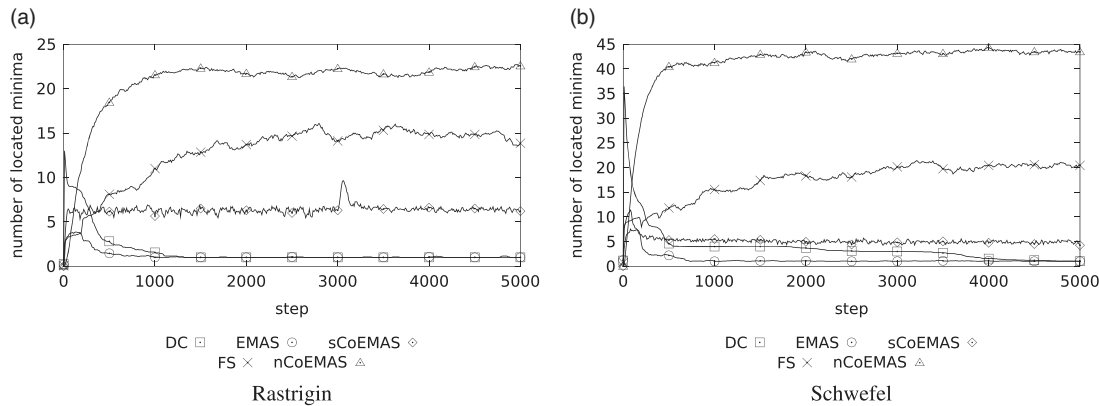 (a)
number of located minima
25
20
15
10
5
0
0
1000
2000
3000
4000
5000
step
DC
EMAS
sCoEMAS
FS
nCoEMAS
Rastrigin
(b)
number of located minima
45
40
35
30
25
20
15
10
5
0
0
1000
2000
3000
4000
5000
step
DC
EMAS
sCoEMAS
FS
nCoEMAS
Schwefel